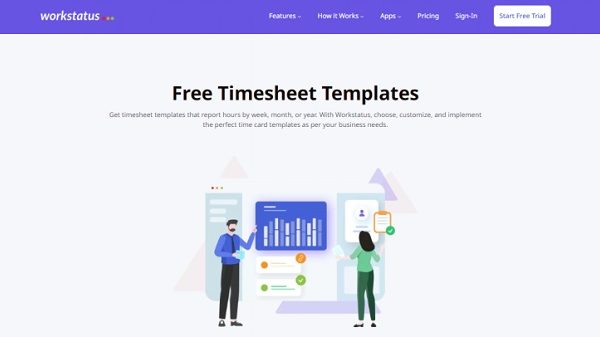 workstatus
Features
How it Works
Apps
Pricing
Sign-In
Start Free Trial
Free Timesheet Templates
Get timesheet templates that report hours by week, month, or year. With Workstatus, choose, customize, and implement
the perfect time card templates as per your business needs.